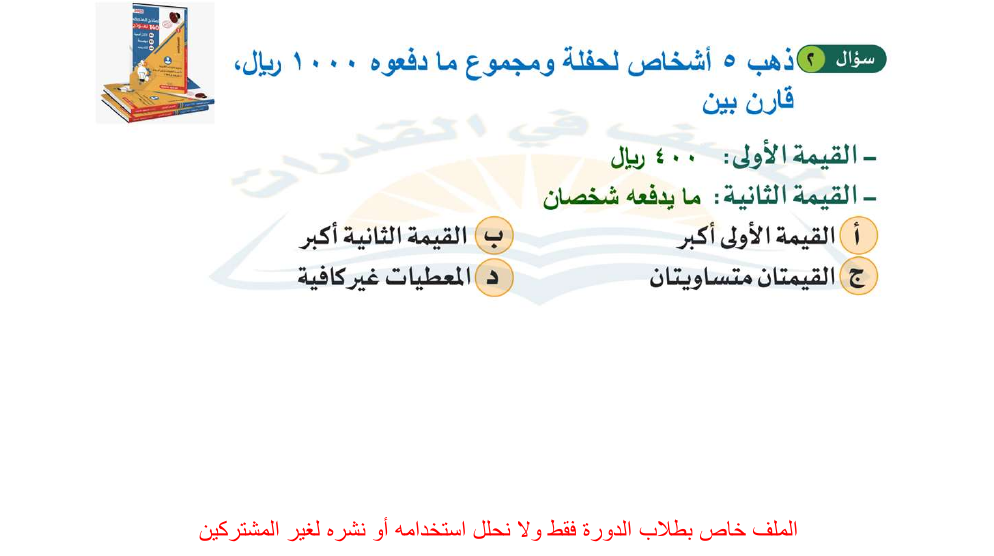 سؤال ٢ ذهب ٥ أشخاص لحفلة ومجموع ما دفعوه ١٠٠٠ ريال،
قارن بين
- القيمة الأولى: ٤٠٠ ريال
- القيمة الثانية: ما يدفعه شخصان
أ القيمة الأولى أكبر ب القيمة الثانية أكبر
ج القيمتان متساويتان د المعطيات غير كافية
الملف خاص بطلاب الدورة فقط ولا نحلل استخدامه أو نشره لغير المشتركين